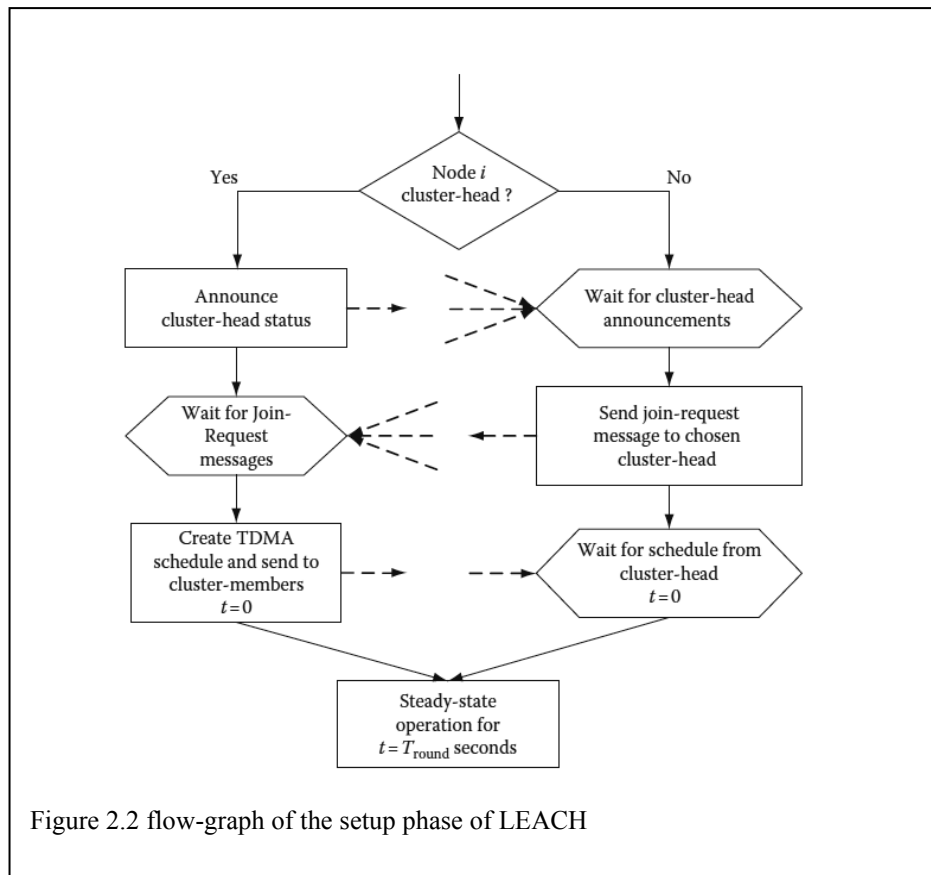 Node i
cluster-head ?
Yes
No
Announce
cluster-head status
Wait for cluster-head
announcements
Wait for Join-
Request
messages
Send join-request
message to chosen
cluster-head
Create TDMA
schedule and send to
cluster-members
t = 0
Wait for schedule from
cluster-head
t = 0
Steady-state
operation for
t = Tround seconds
Figure 2.2 flow-graph of the setup phase of LEACH